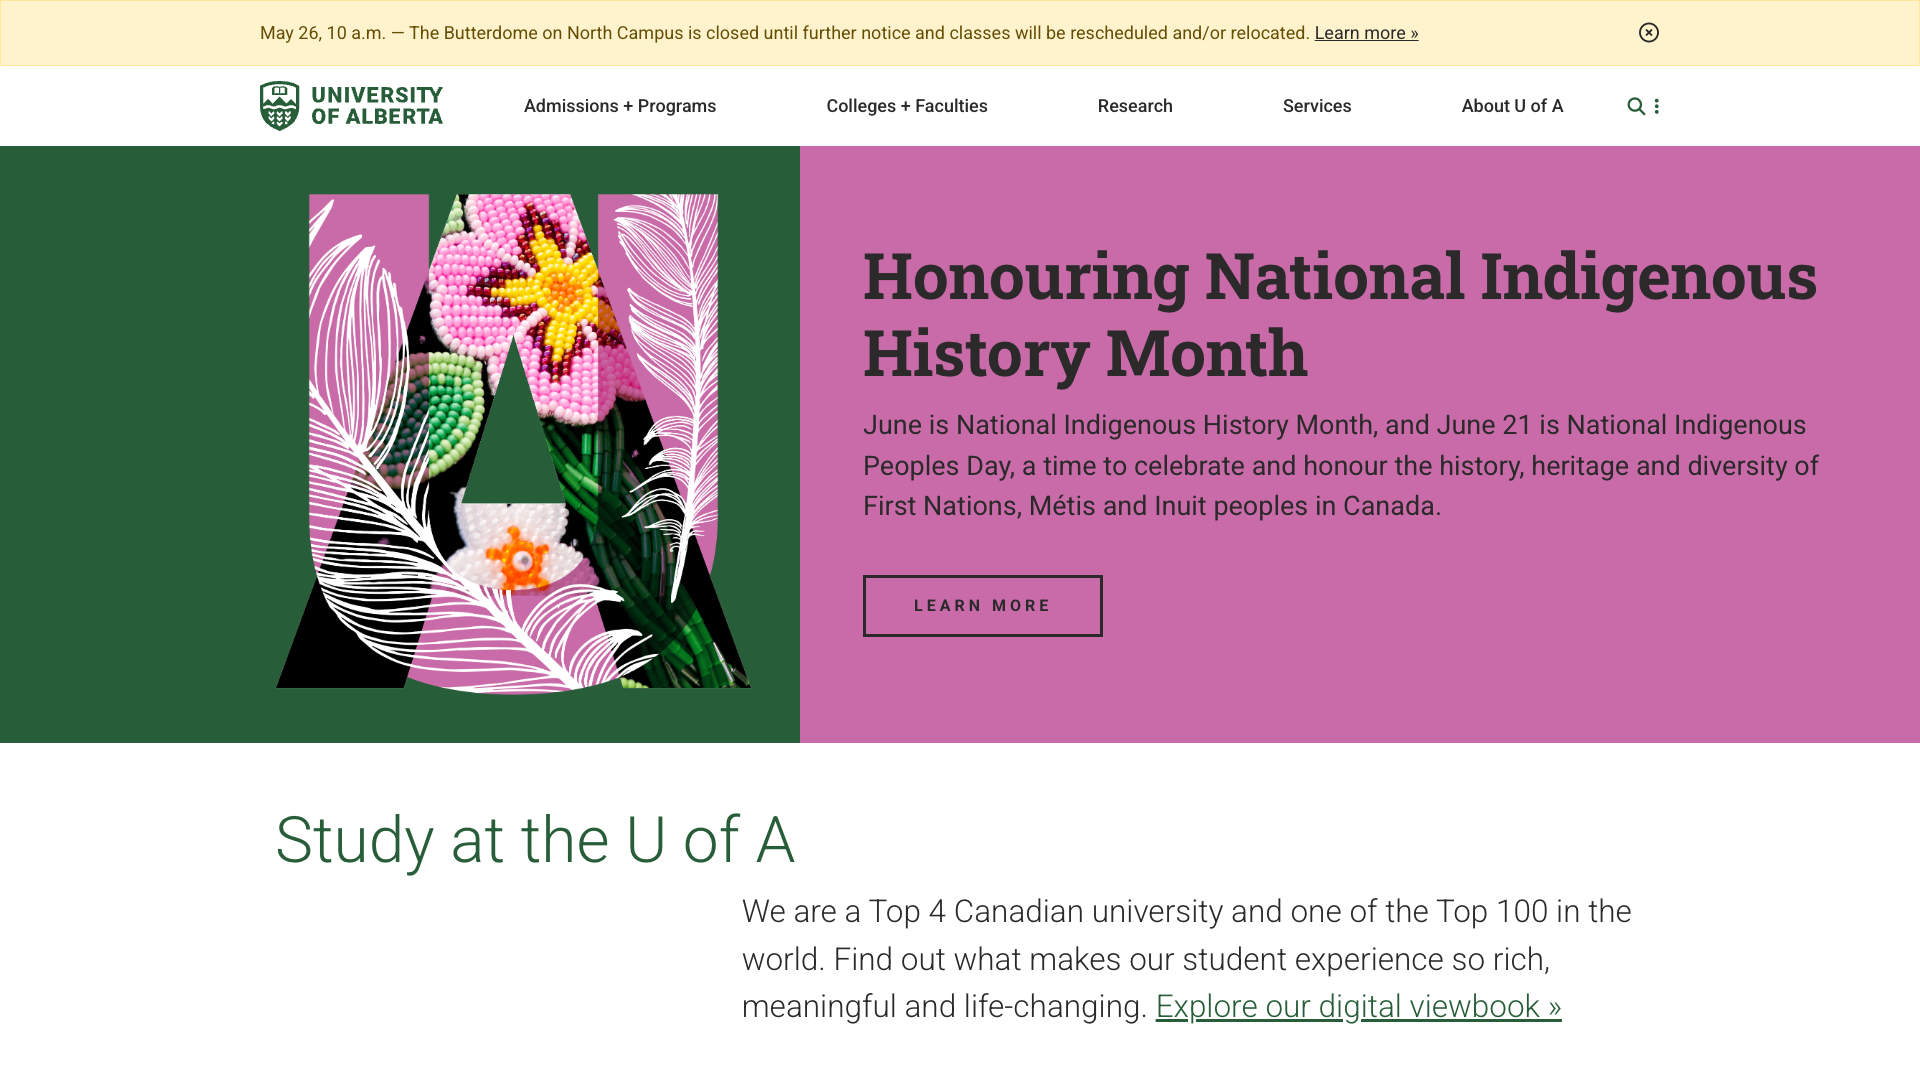 May 26, 10 a.m. — The Butterdome on North Campus is closed until further notice and classes will be rescheduled and/or relocated. Learn more »
UNIVERSITY
OF ALBERTA
Admissions + Programs
Colleges + Faculties
Research
Services
About U of A
Honouring National Indigenous
History Month
June is National Indigenous History Month, and June 21 is National Indigenous
Peoples Day, a time to celebrate and honour the history, heritage and diversity of
First Nations, Métis and Inuit peoples in Canada.
LEARN MORE
Study at the U of A
We are a Top 4 Canadian university and one of the Top 100 in the
world. Find out what makes our student experience so rich,
meaningful and life-changing. Explore our digital viewbook »